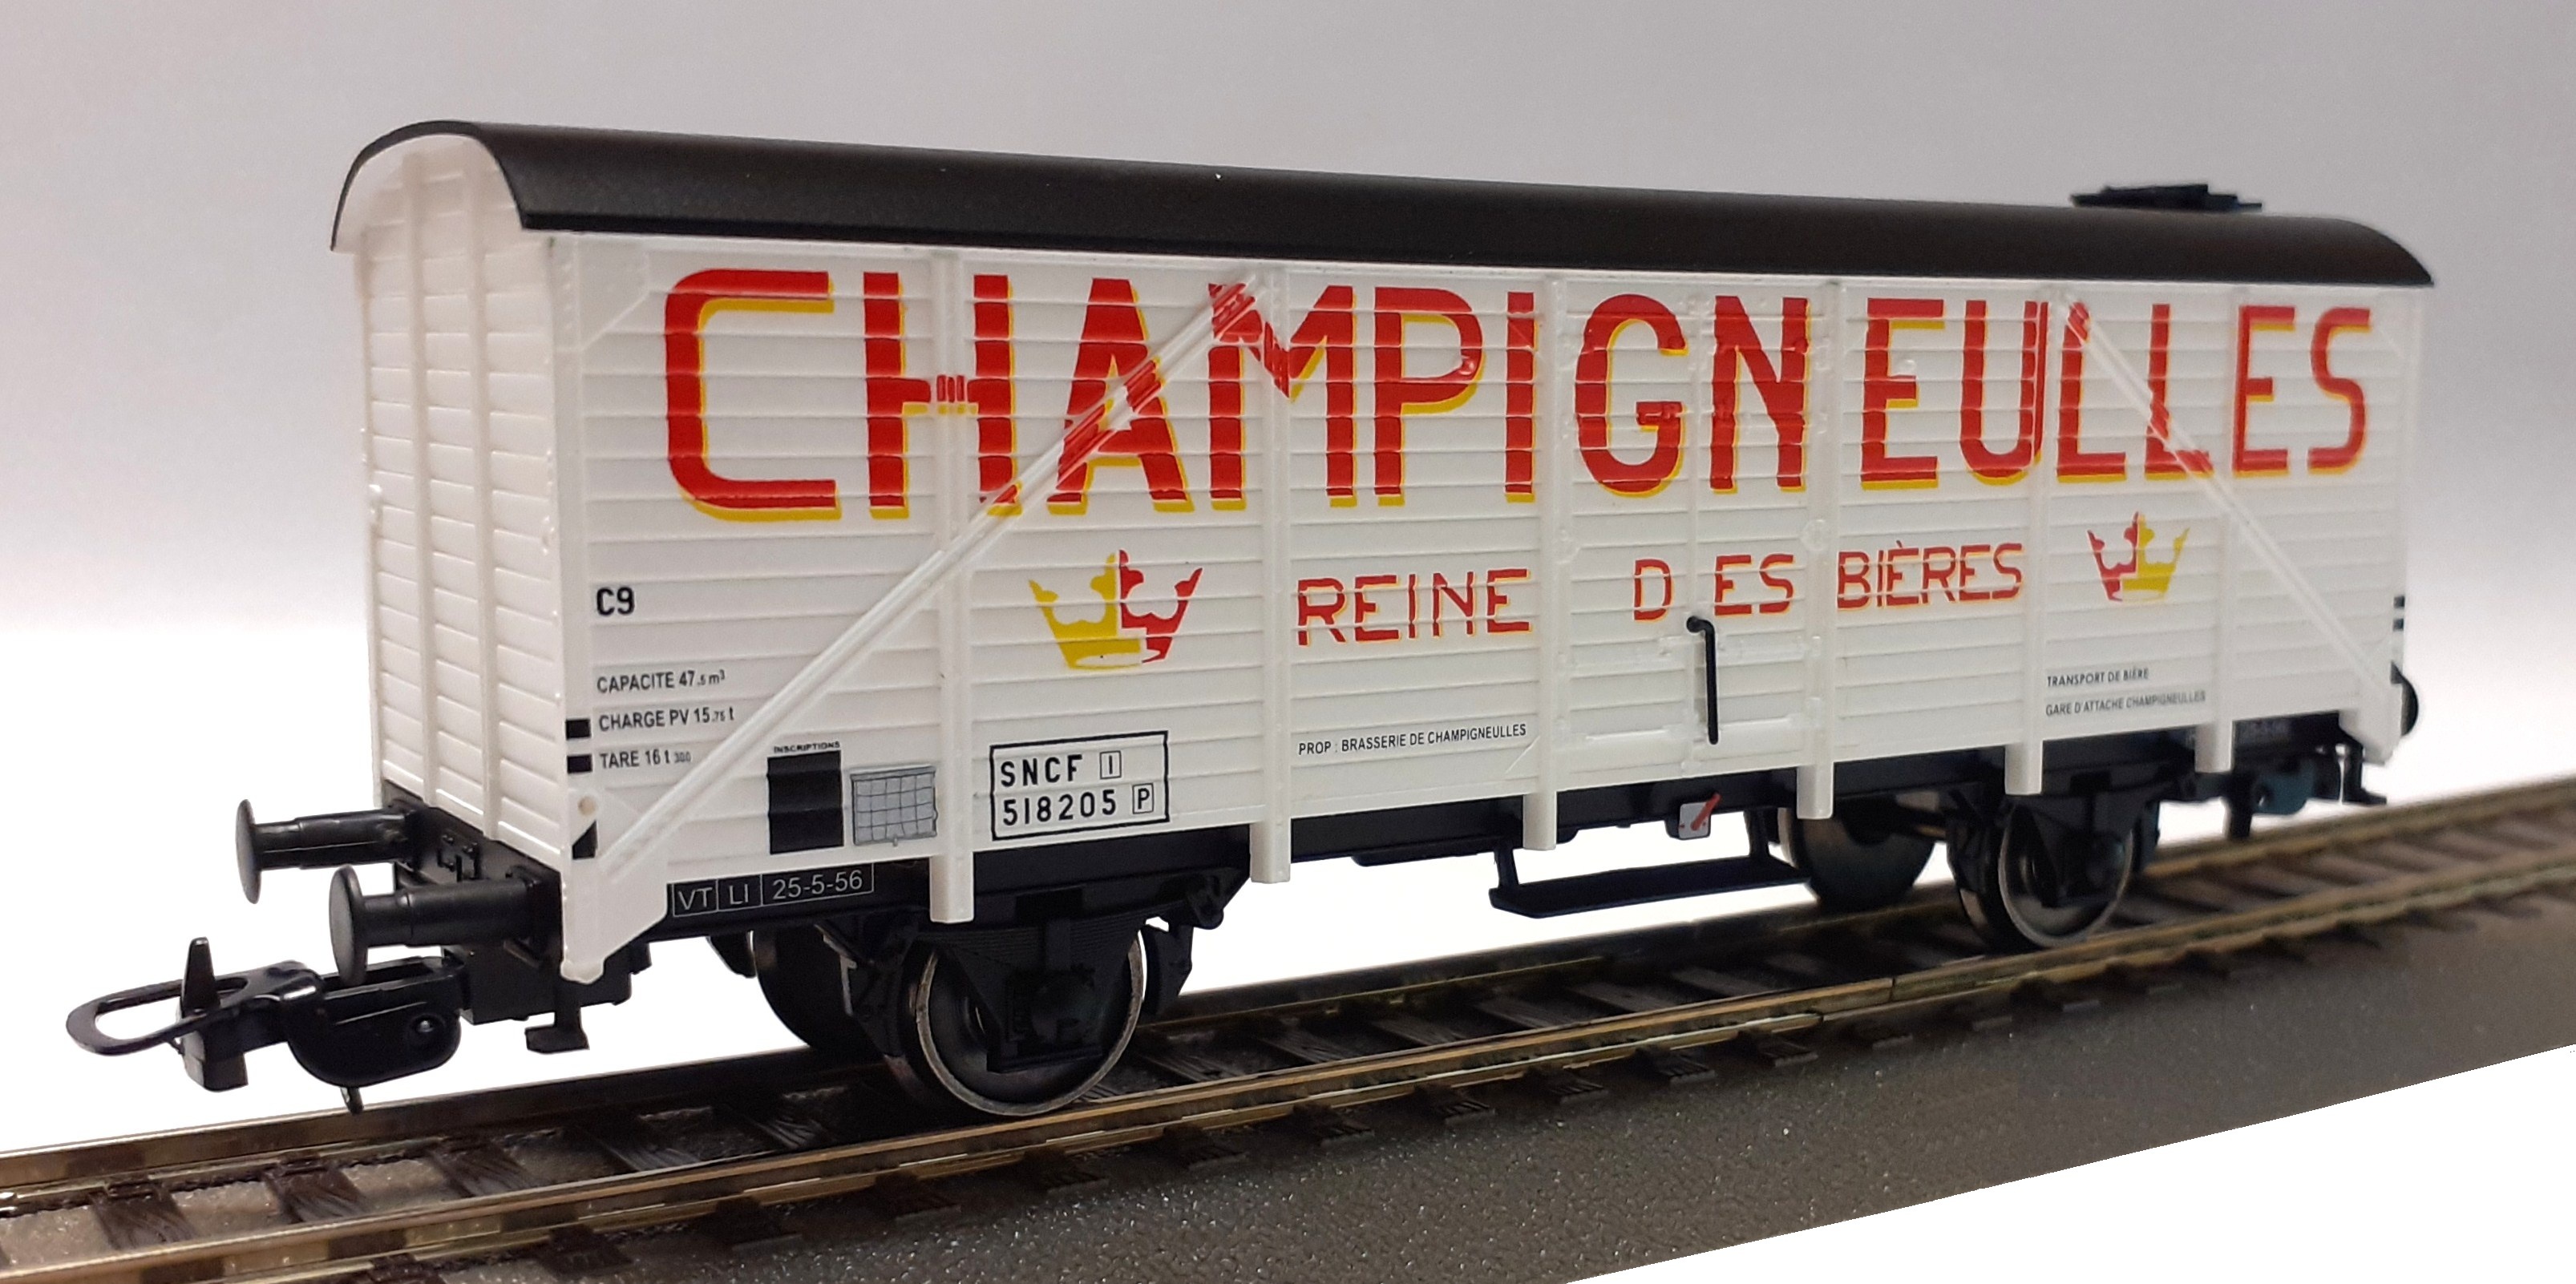 CHAMPIGNEULLES
REINE DES BIÈRES
C9
CAPACITE 47.5 m³
CHARGE PV 15.75 t
TARE 16 t 300
INSCRIPTIONS
SNCF I
518205 P
PROP : BRASSERIE DE CHAMPIGNEULLES
TRANSPORT DE BIÈRE
GARE D'ATTACHE CHAMPIGNEULLES
VT LI 25-5-56